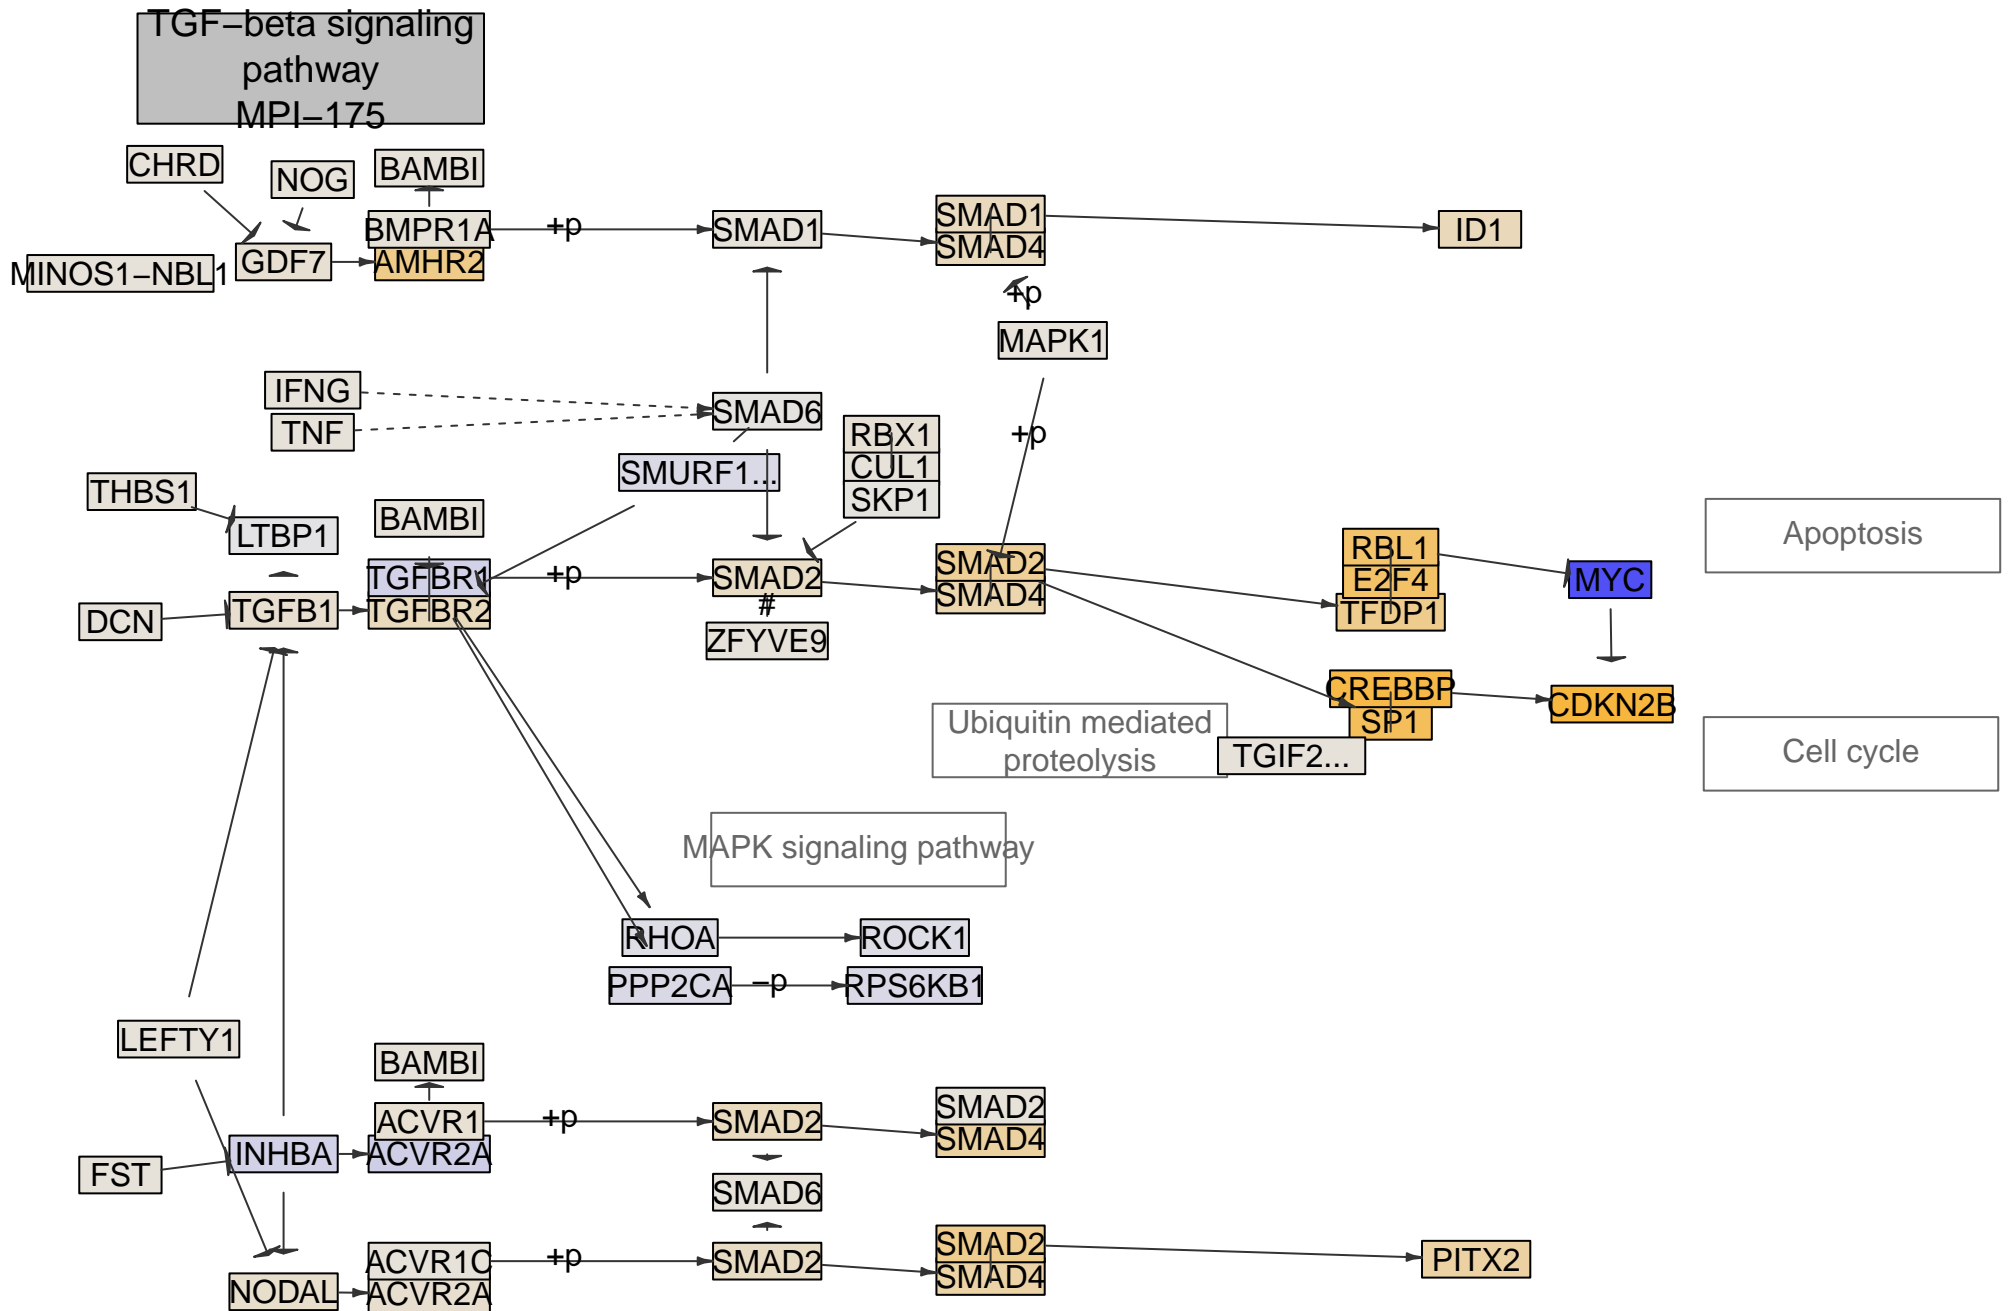 TGF−beta signaling
pathway
MPI−175
CHRD
NOG
BAMBI
BMPR1A
+p
SMAD1
SMAD1
SMAD4
ID1
MINOS1−NBL1
GDF7
AMHR2
+p
MAPK1
IFNG
TNF
SMAD6
RBX1
CUL1
SKP1
+p
SMURF1...
THBS1
LTBP1
BAMBI
TGFBR1
TGFBR2
+p
SMAD2
#
ZFYVE9
SMAD2
SMAD4
RBL1
E2F4
TFDP1
MYC
Apoptosis
DCN
TGFB1
CREBBP
SP1
CDKN2B
Ubiquitin mediated
proteolysis
TGIF2...
Cell cycle
MAPK signaling pathway
RHOA
ROCK1
PPP2CA
−p
RPS6KB1
LEFTY1
BAMBI
ACVR1
ACVR2A
+p
SMAD2
SMAD2
SMAD4
INHBA
FST
SMAD6
ACVR1C
ACVR2A
+p
SMAD2
SMAD2
SMAD4
PITX2
NODAL